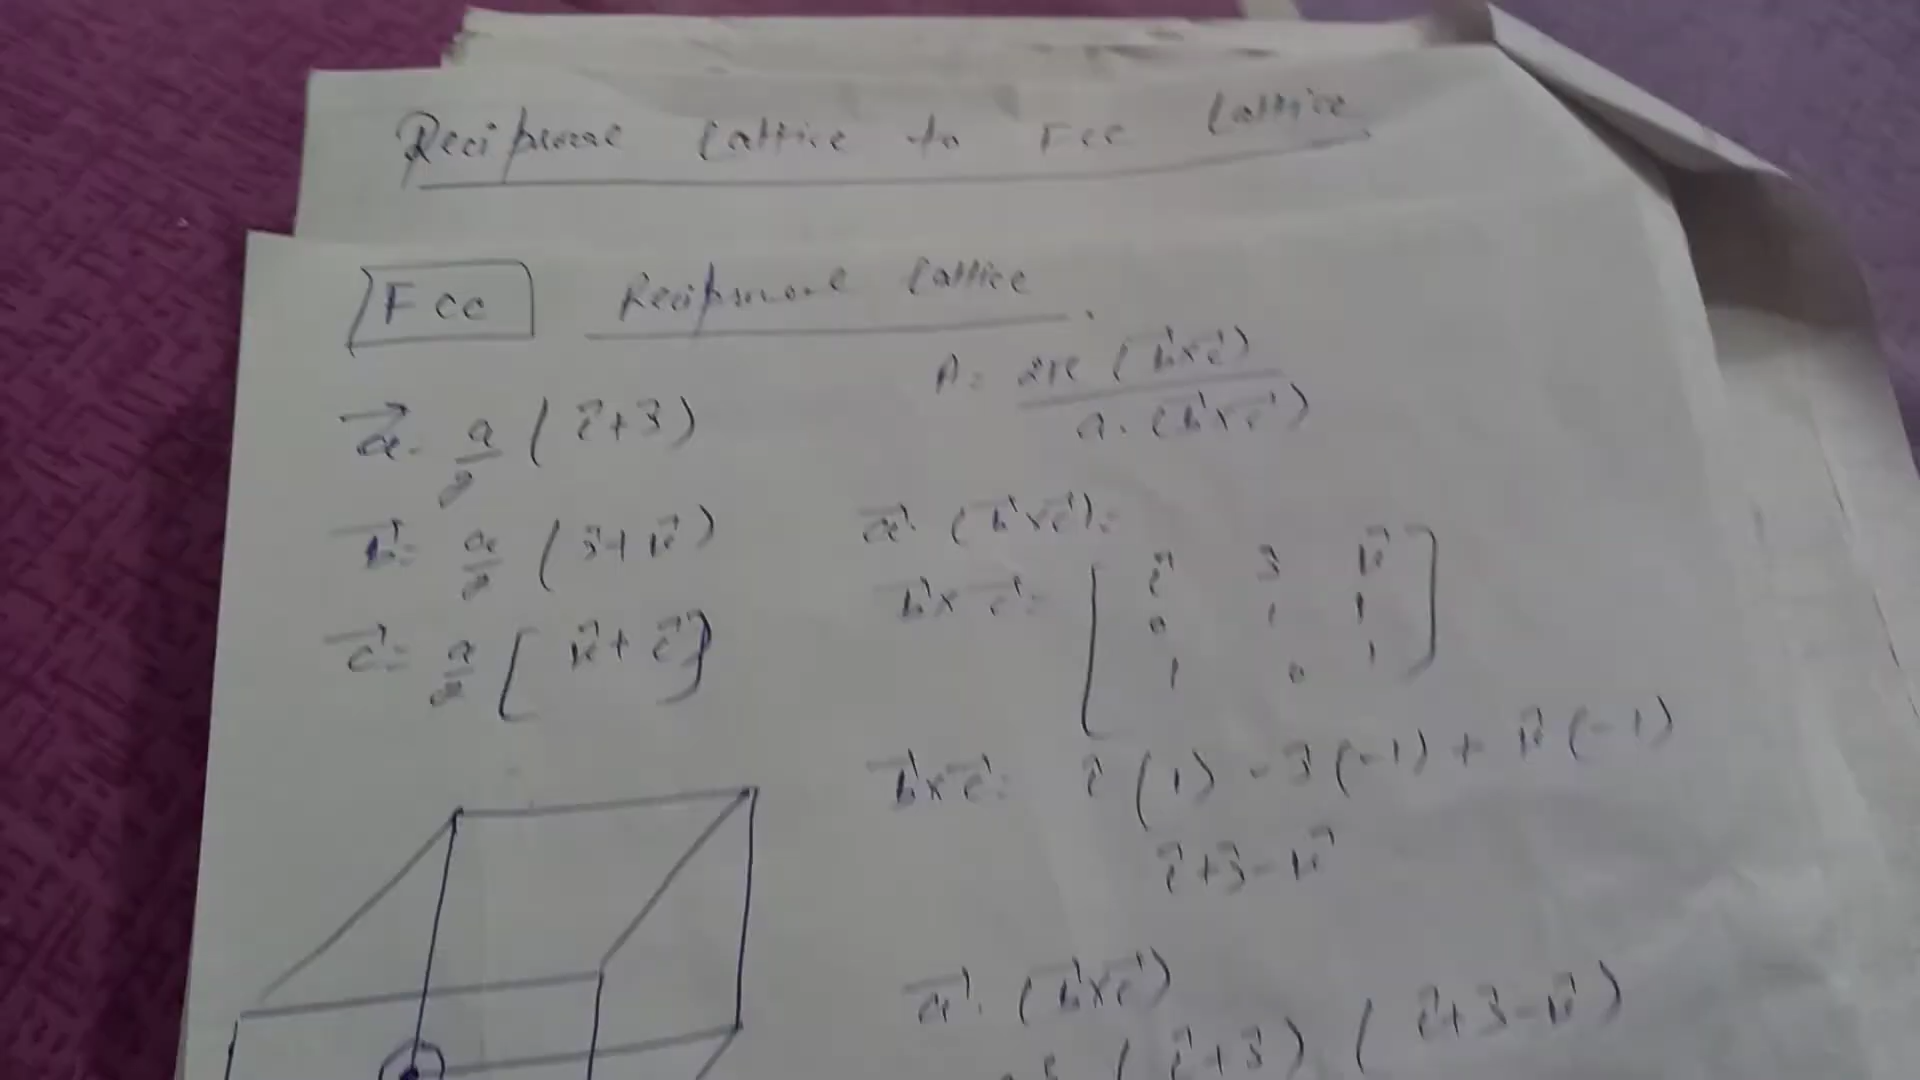 Reciprocal Lattice to Fcc Lattice
Fcc Reciprocal Lattice.
A = 2π (b⃗×c⃗) / a. (b⃗×c⃗)
a⃗ = a/2 ( i⃗+j⃗ )
b⃗ = a/2 ( j⃗+k⃗ )
c⃗ = a/2 [ k⃗+ i⃗ ]
a⃗. (b⃗×c⃗) =
b⃗×c⃗ = [ i⃗ j⃗ k⃗
0 1 1
1 0 1 ]
b⃗×c⃗ = i⃗ (1) - j⃗ (-1) + k⃗ (-1)
i⃗+j⃗-k⃗
a⃗. (b⃗×c⃗)
( i⃗+j⃗ ) ( i⃗+j⃗-k⃗ )